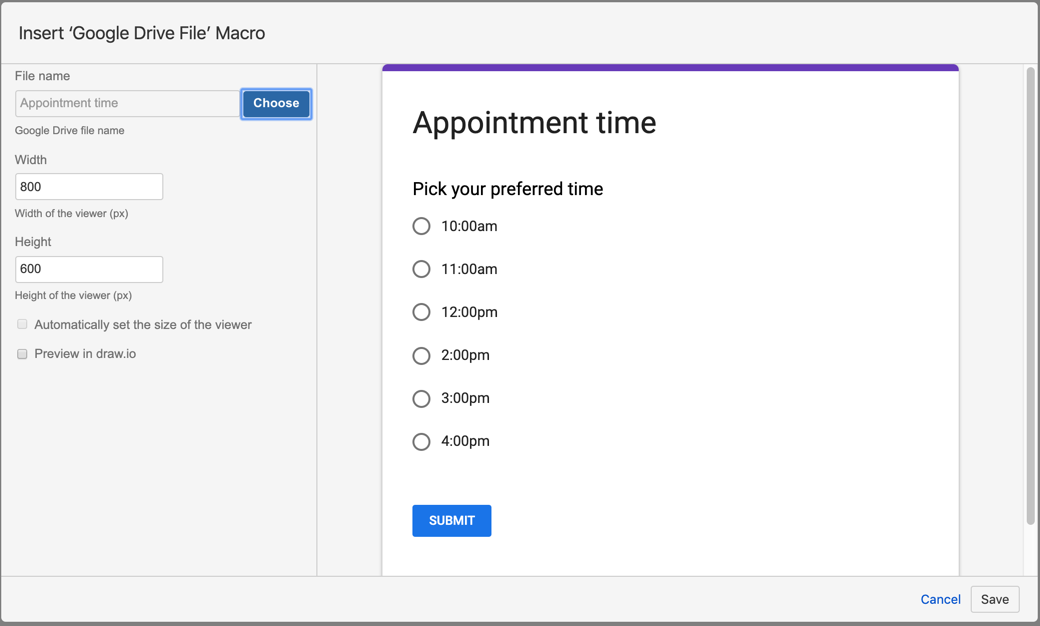 Insert ‘Google Drive File’ Macro
File name
Appointment time
Choose
Google Drive file name
Width
800
Width of the viewer (px)
Height
600
Height of the viewer (px)
Automatically set the size of the viewer
Preview in draw.io
Appointment time
Pick your preferred time
10:00am
11:00am
12:00pm
2:00pm
3:00pm
4:00pm
SUBMIT
Cancel
Save